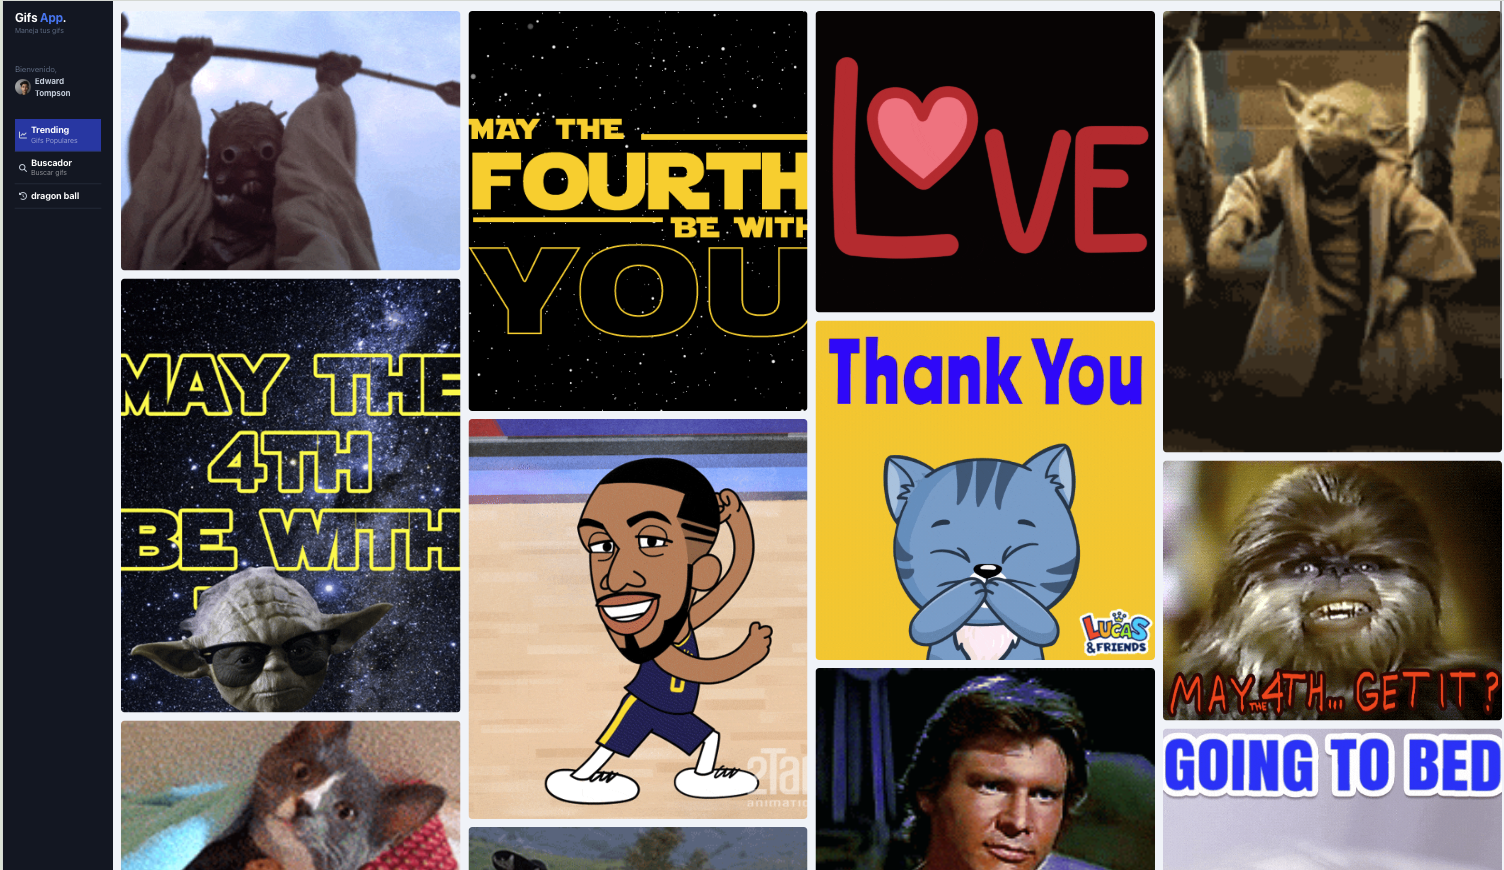 Gifs App.
Maneja tus gifs
Bienvenido,
Edward
Tompson
Trending
Gifs Populares
Buscador
Buscar gifs
dragon ball
MAY THE
FOURTH
BE WITH
YOU
LOVE
MAY THE
4TH
BE WITH
Thank You
LUCAS
& FRIENDS
MAY THE 4TH... GET IT?
GOING TO BED